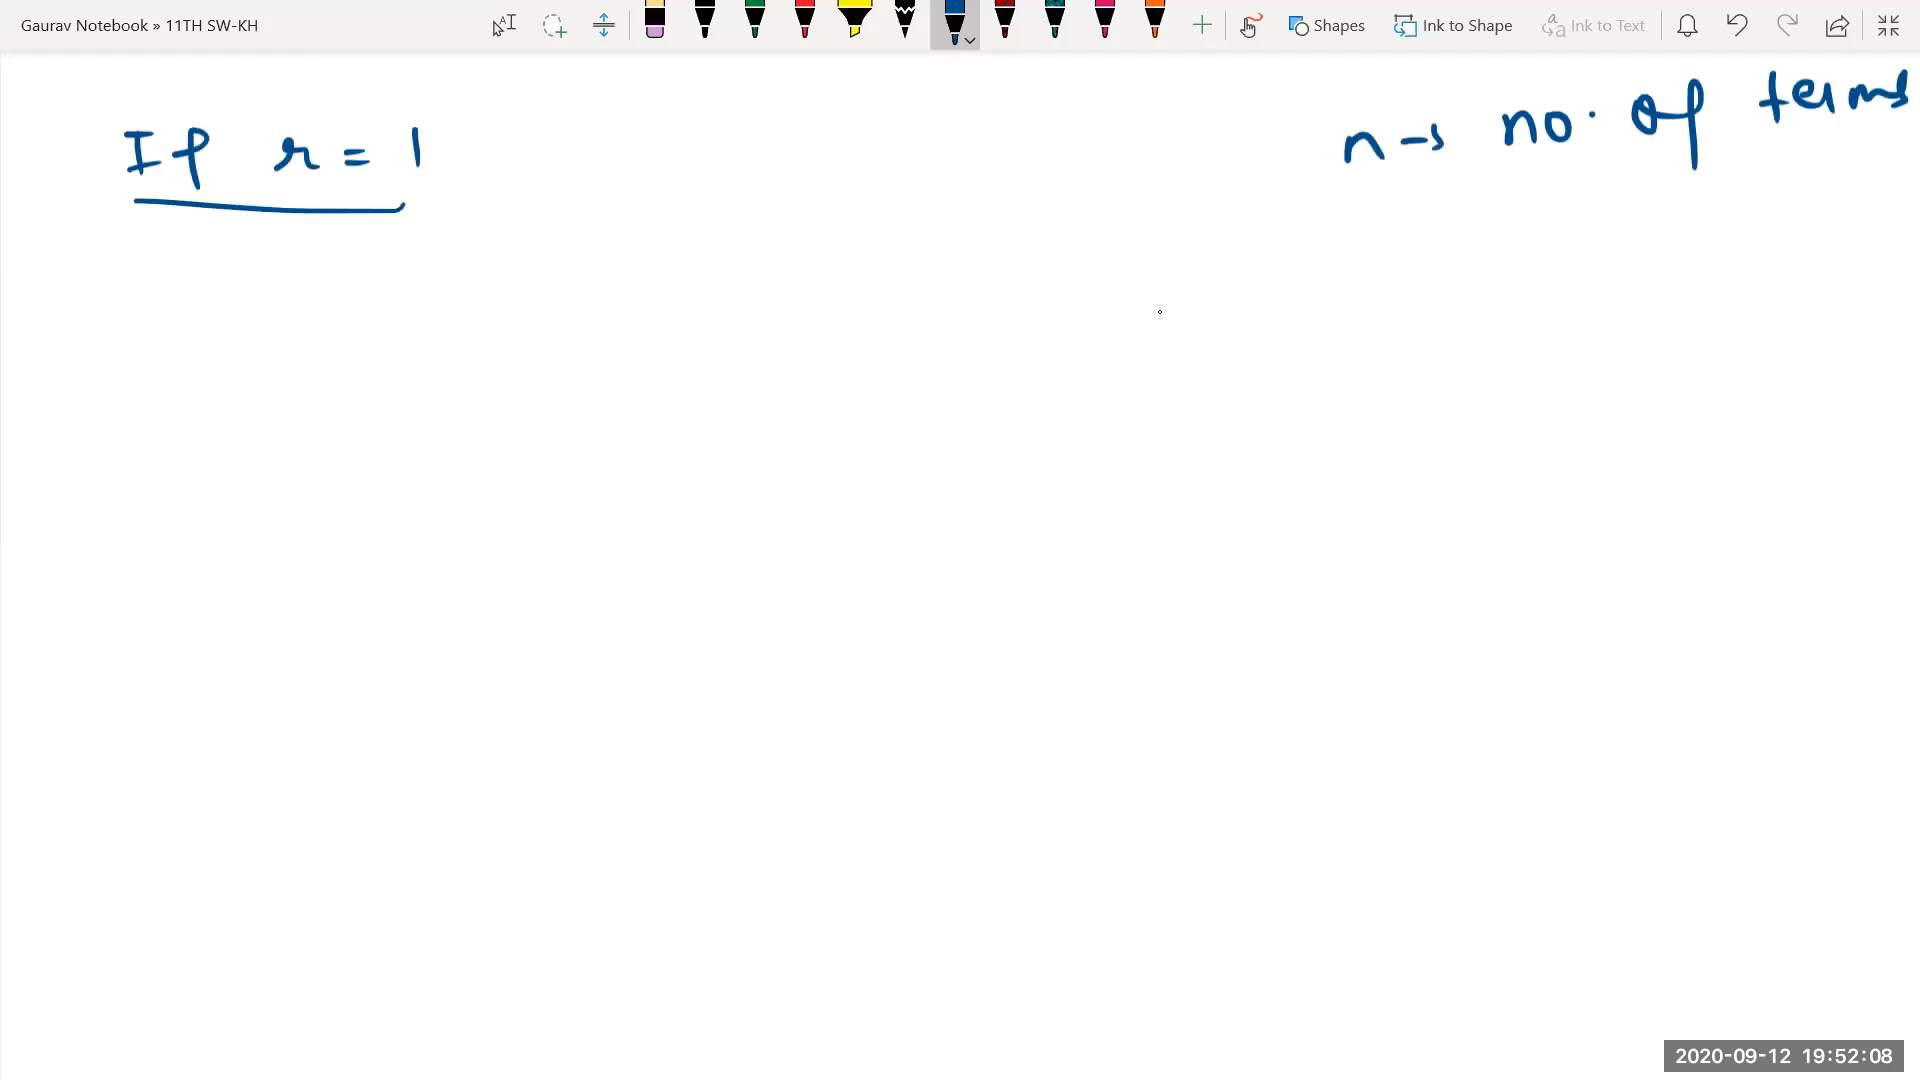 Gaurav Notebook » 11TH SW-KH
Shapes
Ink to Shape
Ink to Text
n → no. of terms
If r = 1
2020-09-12 19:52:08